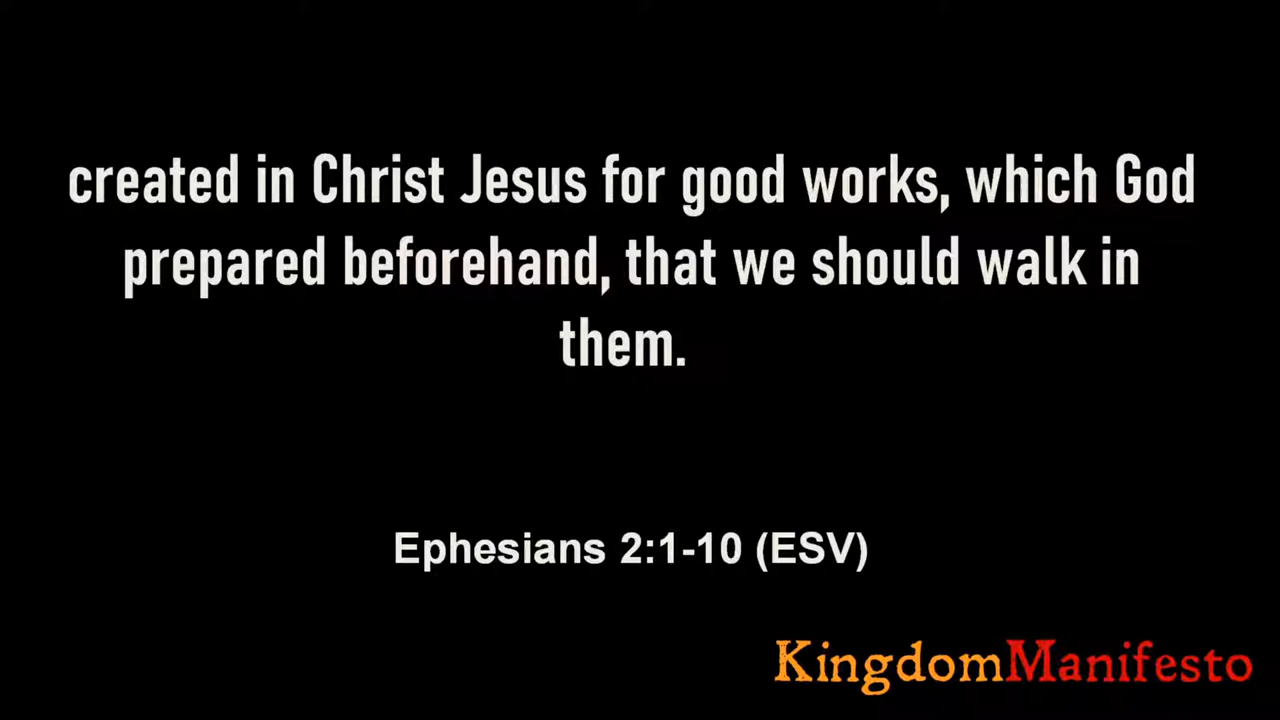 created in Christ Jesus for good works, which God
prepared beforehand, that we should walk in
them.
Ephesians 2:1-10 (ESV)
KingdomManifesto